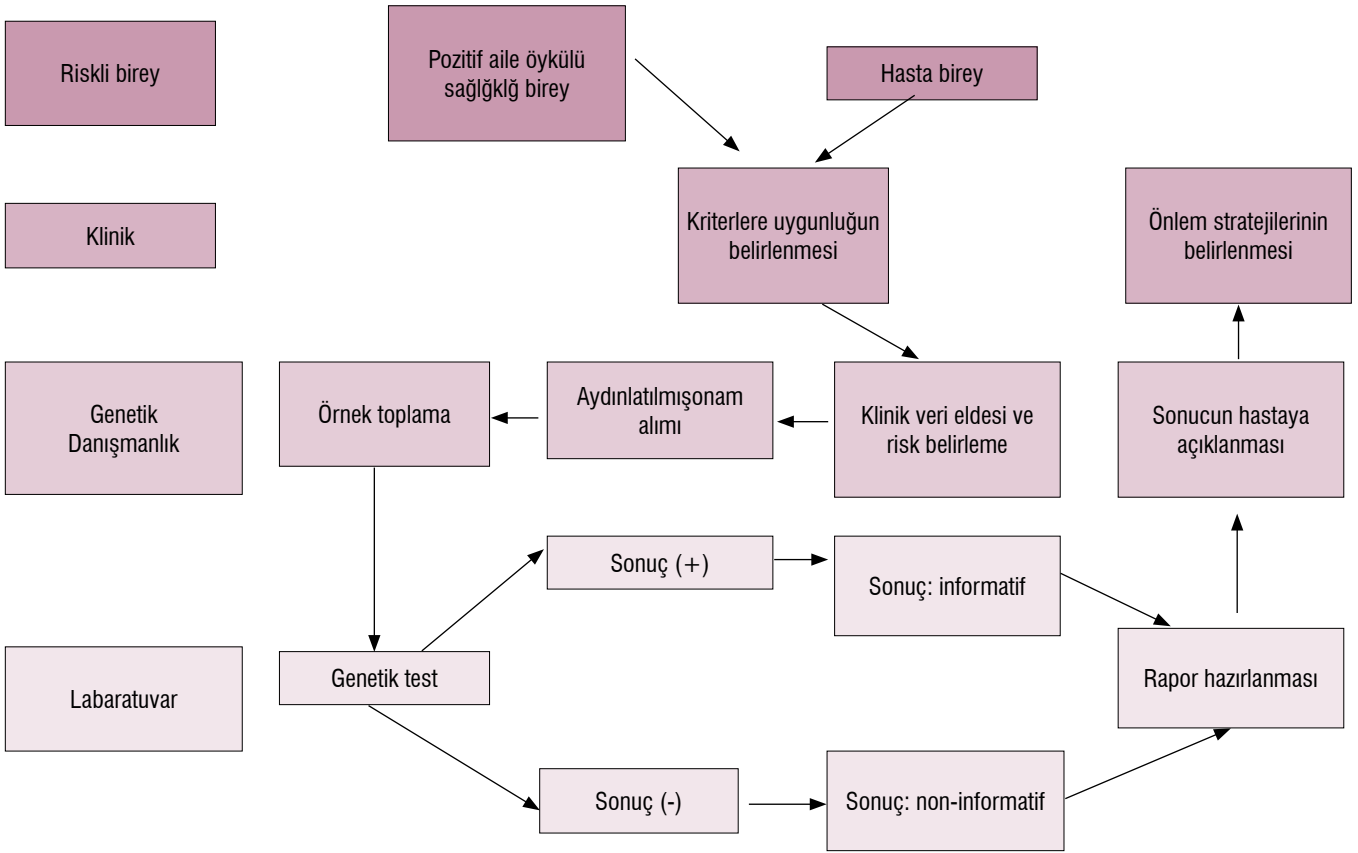 Riskli birey
Pozitif aile öykülü
sağlğklğ birey
Hasta birey
Klinik
Kriterlere uygunluğun
belirlenmesi
Önlem stratejilerinin
belirlenmesi
Genetik
Danışmanlık
Örnek toplama
Aydınlatılmışonam
alımı
Klinik veri eldesi ve
risk belirleme
Sonucun hastaya
açıklanması
Labaratuvar
Genetik test
Sonuç (+)
Sonuç: informatif
Rapor hazırlanması
Sonuç (-)
Sonuç: non-informatif